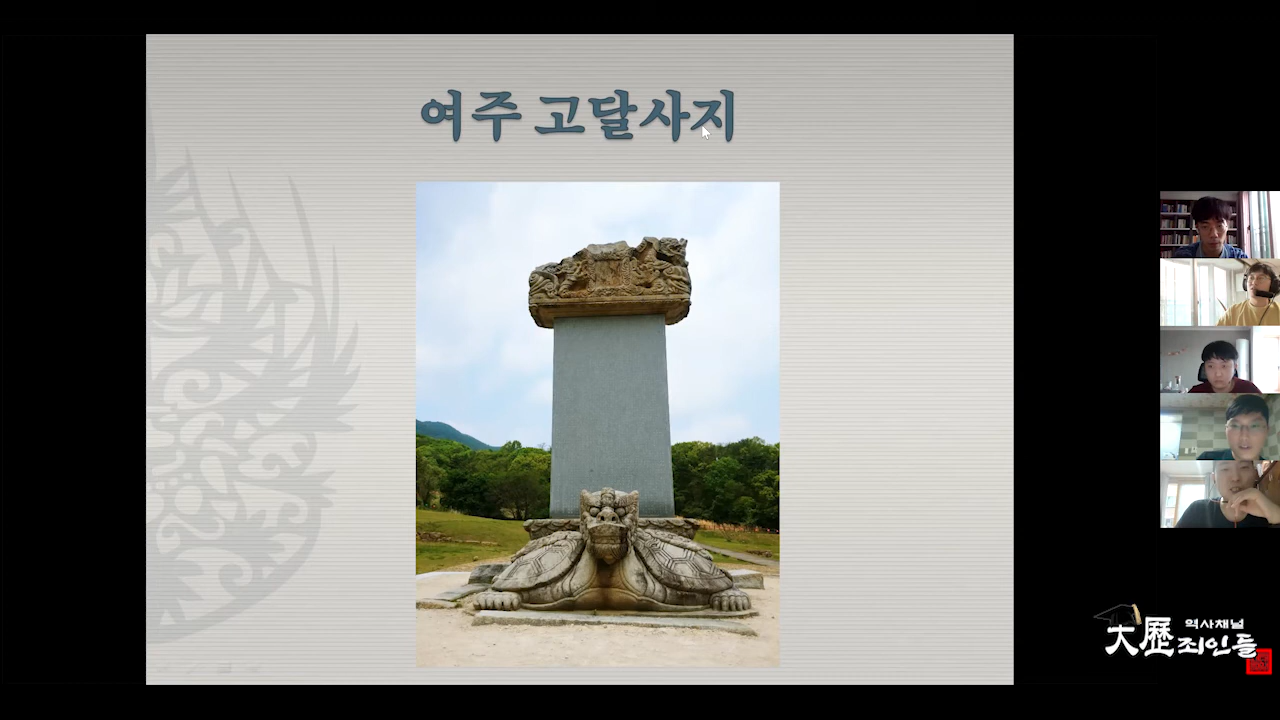 여주 고달사지
大歷 역사채널
죄인들